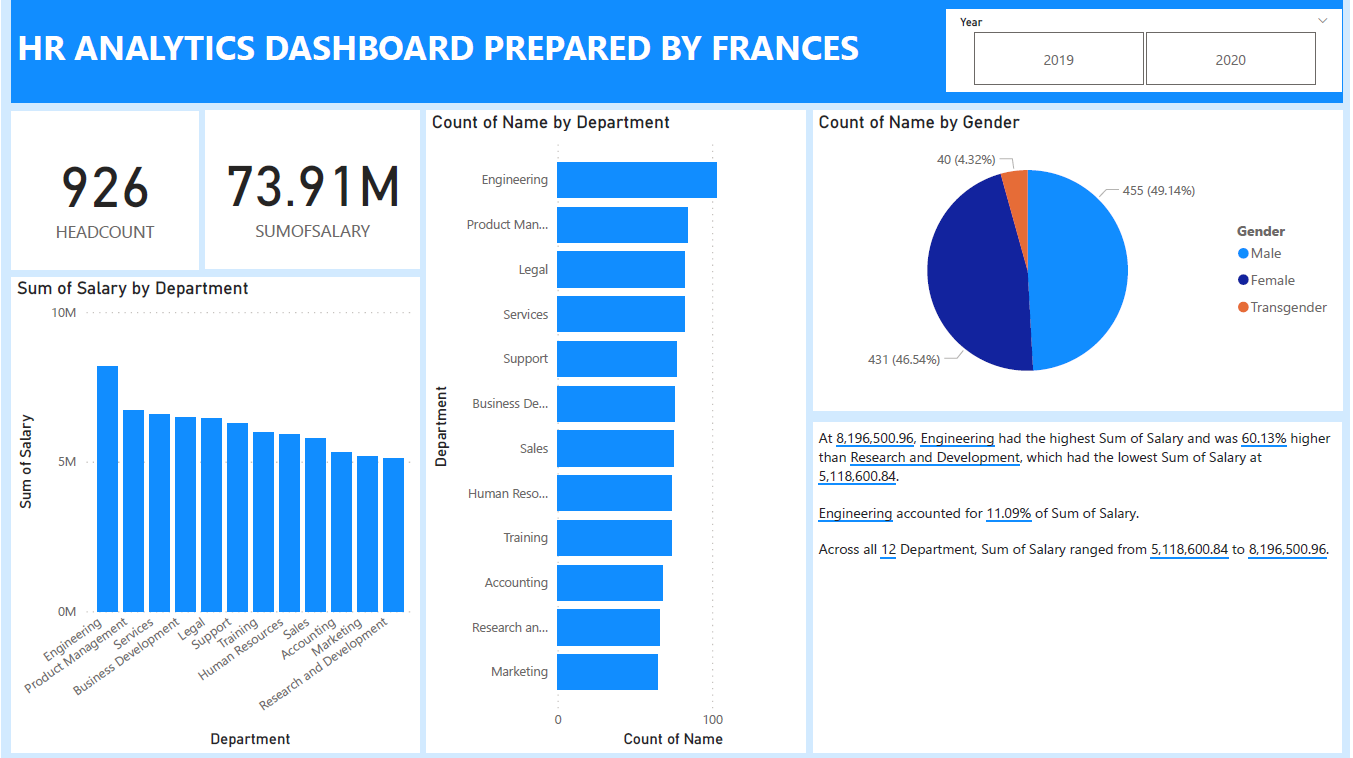 HR ANALYTICS DASHBOARD PREPARED BY FRANCES
Year
2019
2020
926
HEADCOUNT
73.91M
SUMOFSALARY
Sum of Salary by Department
10M
5M
0M
Sum of Salary
Engineering
Product Management
Services
Business Development
Legal
Support
Training
Human Resources
Sales
Accounting
Marketing
Research and Development
Department
Count of Name by Department
Department
Engineering
Product Man...
Legal
Services
Support
Business De...
Sales
Human Reso...
Training
Accounting
Research an...
Marketing
0
100
Count of Name
Count of Name by Gender
40 (4.32%)
455 (49.14%)
431 (46.54%)
Gender
Male
Female
Transgender
At 8,196,500.96, Engineering had the highest Sum of Salary and was 60.13% higher
than Research and Development, which had the lowest Sum of Salary at
5,118,600.84.
Engineering accounted for 11.09% of Sum of Salary.
Across all 12 Department, Sum of Salary ranged from 5,118,600.84 to 8,196,500.96.